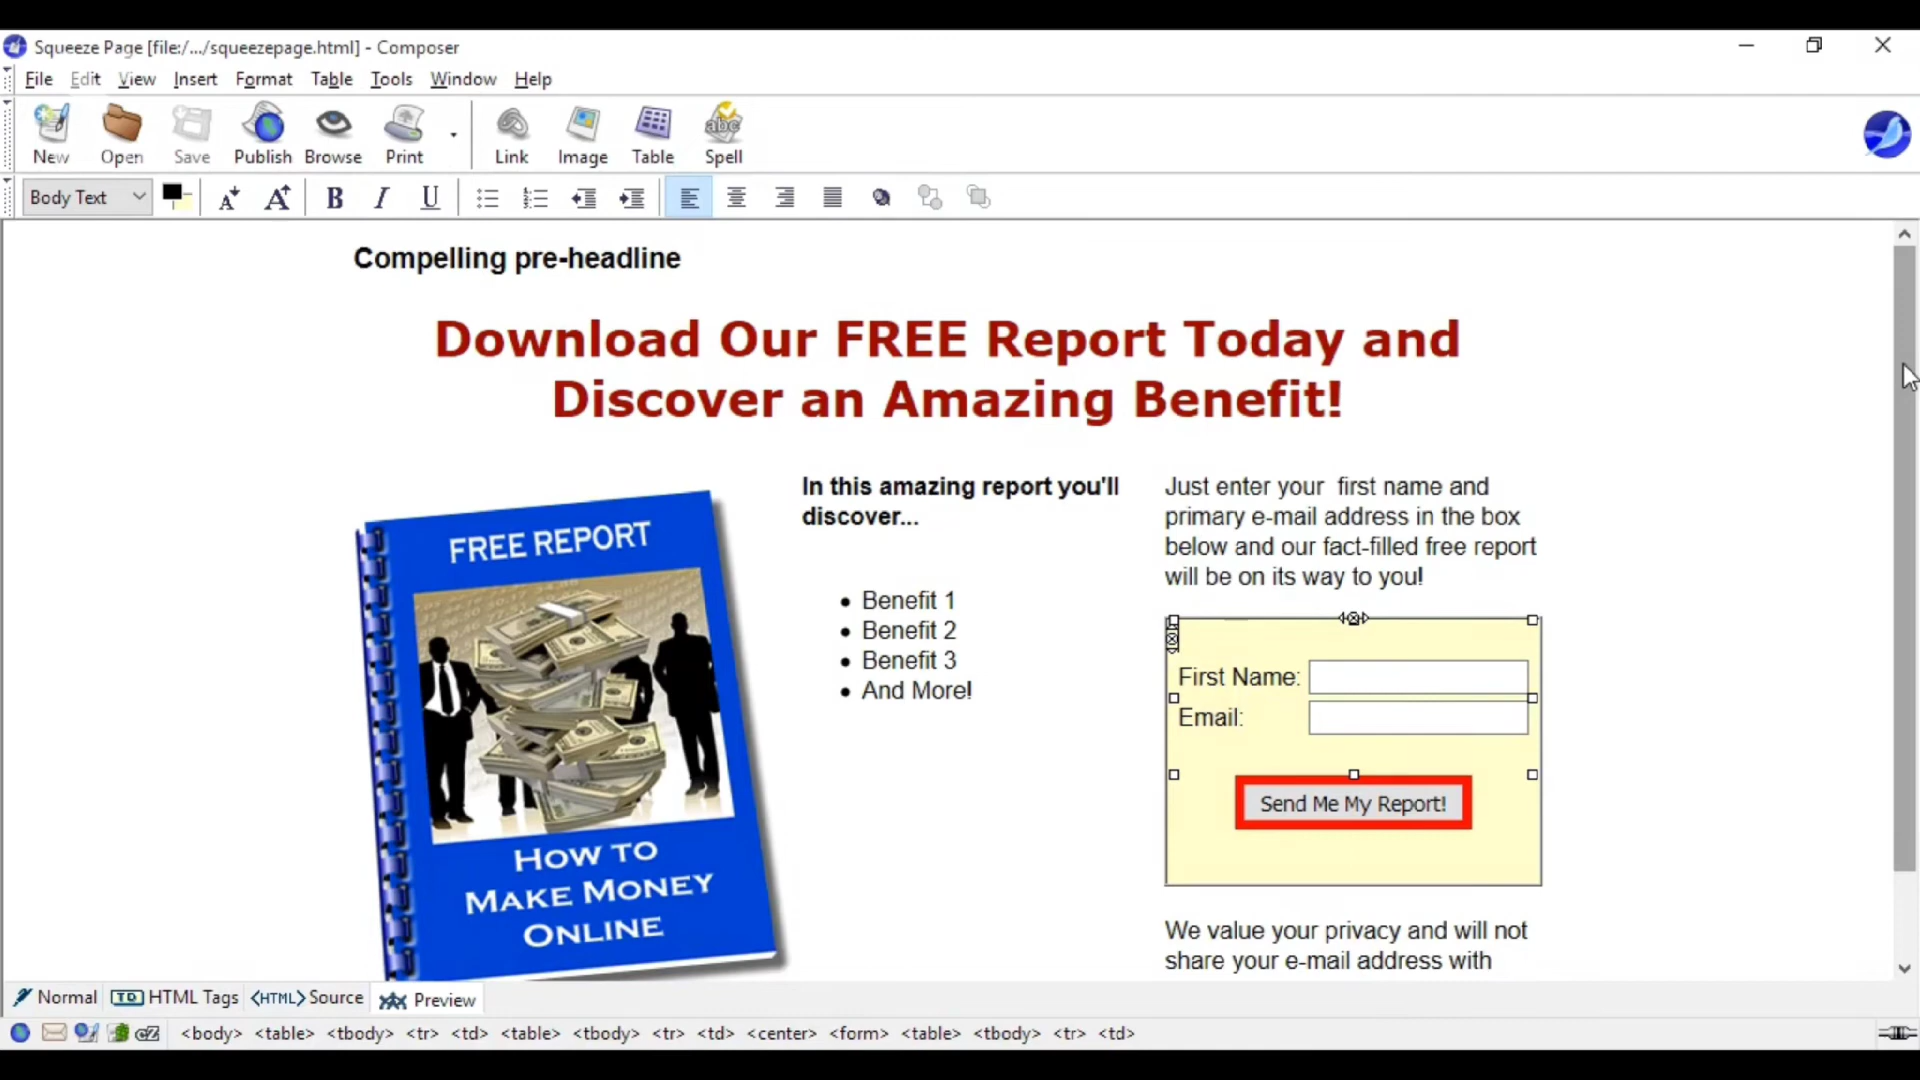 Squeeze Page [file:/.../squeezepage.html] - Composer
File Edit View Insert Format Table Tools Window Help
New Open Save Publish Browse Print Link Image Table Spell
abc
Body Text A A B I U
Compelling pre-headline
Download Our FREE Report Today and
Discover an Amazing Benefit!
FREE REPORT
HOW TO
MAKE MONEY
ONLINE
In this amazing report you'll
discover...
Benefit 1
Benefit 2
Benefit 3
And More!
Just enter your first name and
primary e-mail address in the box
below and our fact-filled free report
will be on its way to you!
First Name:
Email:
Send Me My Report!
We value your privacy and will not
share your e-mail address with
Normal TD HTML Tags <HTML> Source Preview
cZ <body> <table> <tbody> <tr> <td> <table> <tbody> <tr> <td> <center> <form> <table> <tbody> <tr> <td>